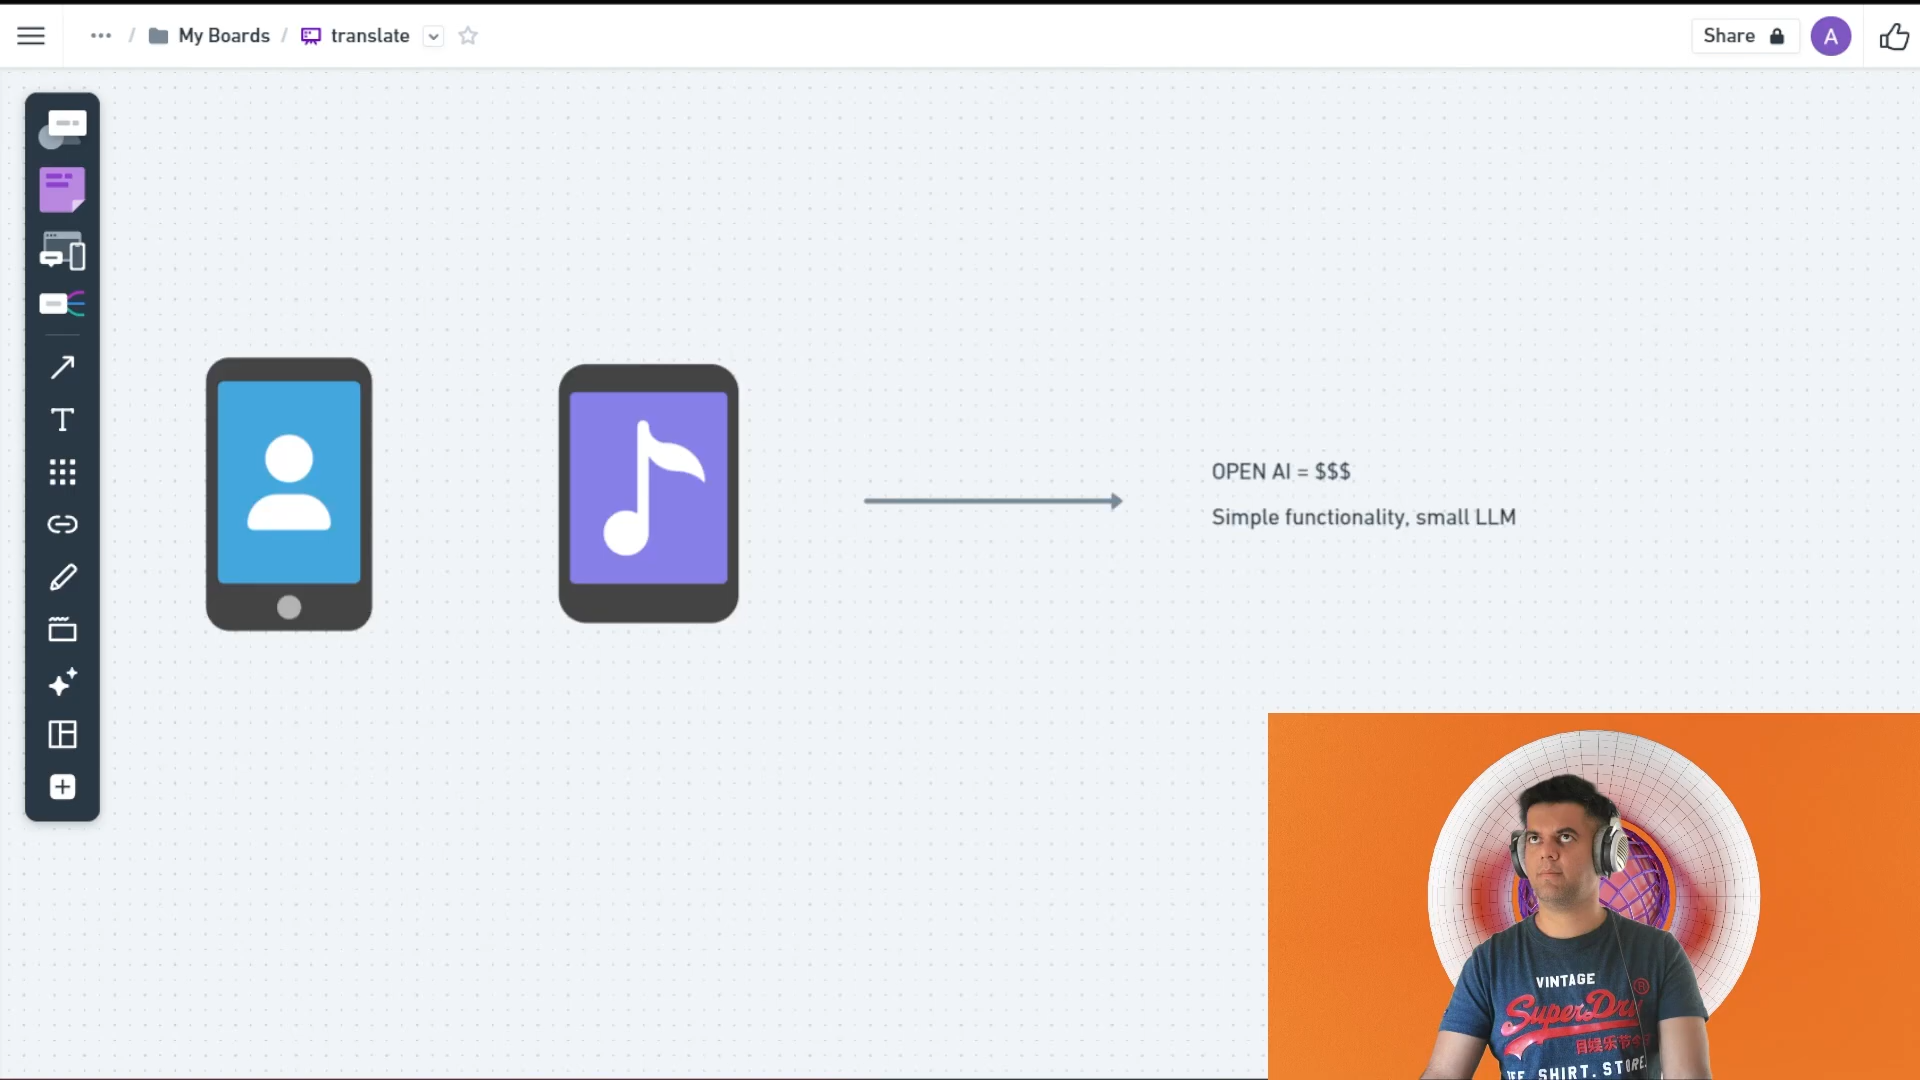 ••• / My Boards / translate
Share
A
OPEN AI = $$$
Simple functionality, small LLM
VINTAGE
SuperDry
SHIRT. STORE.